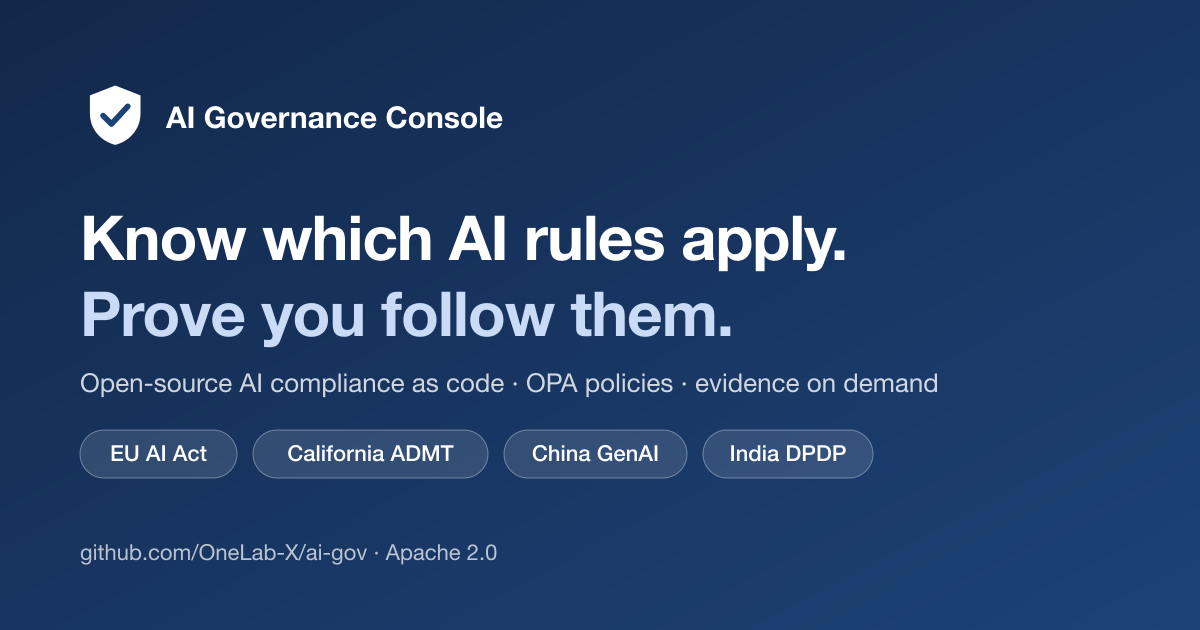 AI Governance Console
Know which AI rules apply.
Prove you follow them.
Open-source AI compliance as code · OPA policies · evidence on demand
EU AI Act California ADMT China GenAI India DPDP
github.com/OneLab-X/ai-gov · Apache 2.0